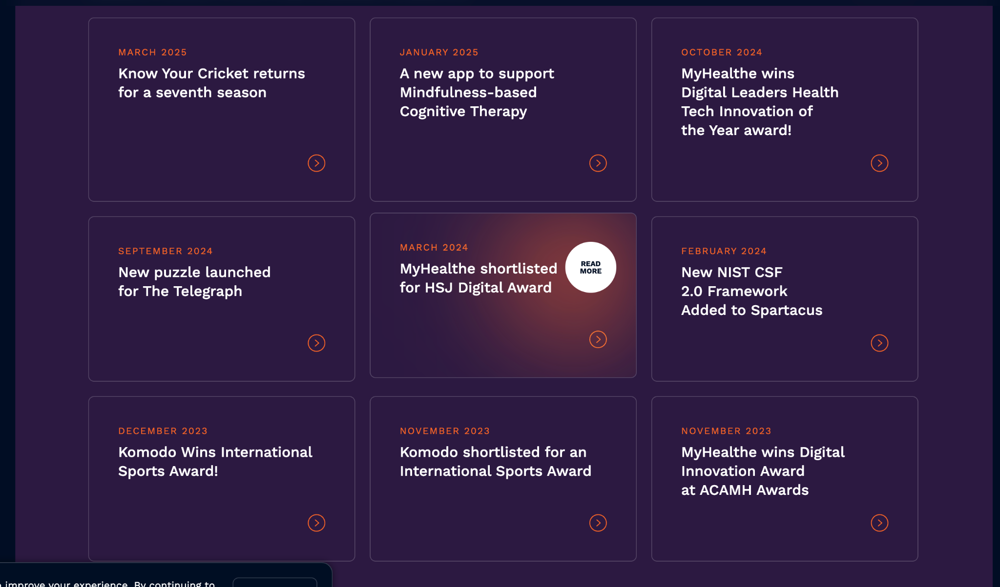 MARCH 2025
Know Your Cricket returns
for a seventh season
JANUARY 2025
A new app to support
Mindfulness-based
Cognitive Therapy
OCTOBER 2024
MyHealthe wins
Digital Leaders Health
Tech Innovation of
the Year award!
SEPTEMBER 2024
New puzzle launched
for The Telegraph
MARCH 2024
MyHealthe shortlisted
for HSJ Digital Award
READ
MORE
FEBRUARY 2024
New NIST CSF
2.0 Framework
Added to Spartacus
DECEMBER 2023
Komodo Wins International
Sports Award!
NOVEMBER 2023
Komodo shortlisted for an
International Sports Award
NOVEMBER 2023
MyHealthe wins Digital
Innovation Award
at ACAMH Awards
improve your experience. By continuing to